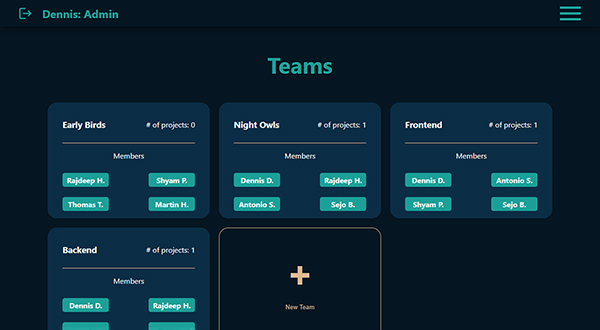 Dennis: Admin
Teams
Early Birds # of projects: 0
Members
Rajdeep H. Shyam P.
Thomas T. Martin H.
Night Owls # of projects: 1
Members
Dennis D. Rajdeep H.
Antonio S. Sejo B.
Frontend # of projects: 1
Members
Dennis D. Antonio S.
Shyam P. Sejo B.
Backend # of projects: 1
Members
Dennis D. Rajdeep H.
New Team